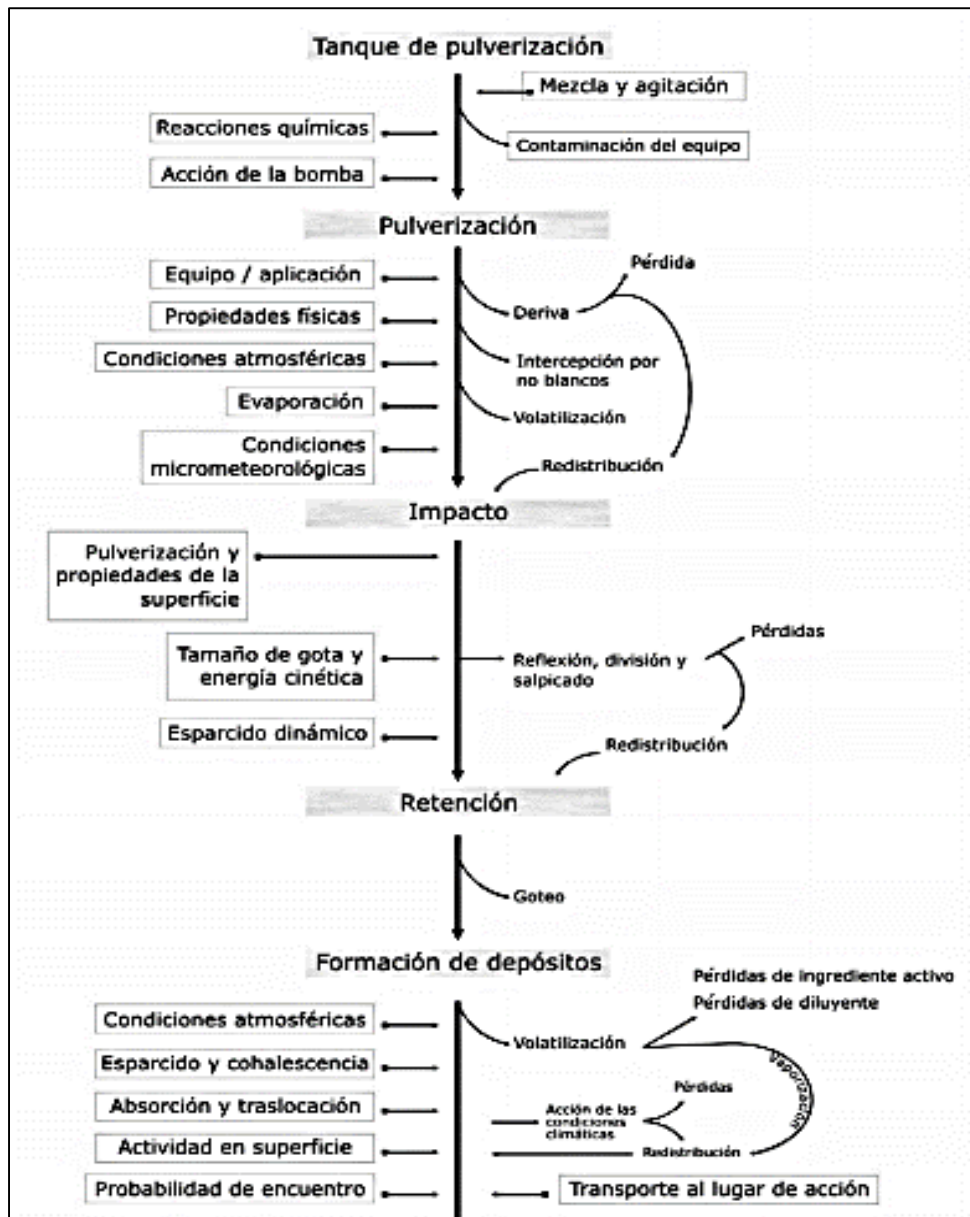 Tanque de pulverización
Mezcla y agitación
Reacciones químicas
Contaminación del equipo
Acción de la bomba
Pulverización
Pérdida
Equipo / aplicación
Deriva
Propiedades físicas
Condiciones atmosféricas
Intercepción por
no blancos
Evaporación
Volatilización
Condiciones
micrometeorológicas
Redistribución
Impacto
Pulverización y
propiedades de la
superficie
Pérdidas
Tamaño de gota y
energía cinética
Reflexión, división y
salpicado
Esparcido dinámico
Redistribución
Retención
Goteo
Formación de depósitos
Pérdidas de ingrediente activo
Pérdidas de diluyente
Condiciones atmosféricas
Volatilización
Vaporización
Esparcido y cohalescencia
Pérdidas
Absorción y traslocación
Acción de las
condiciones
climáticas
Actividad en superficie
Redistribución
Probabilidad de encuentro
Transporte al lugar de acción